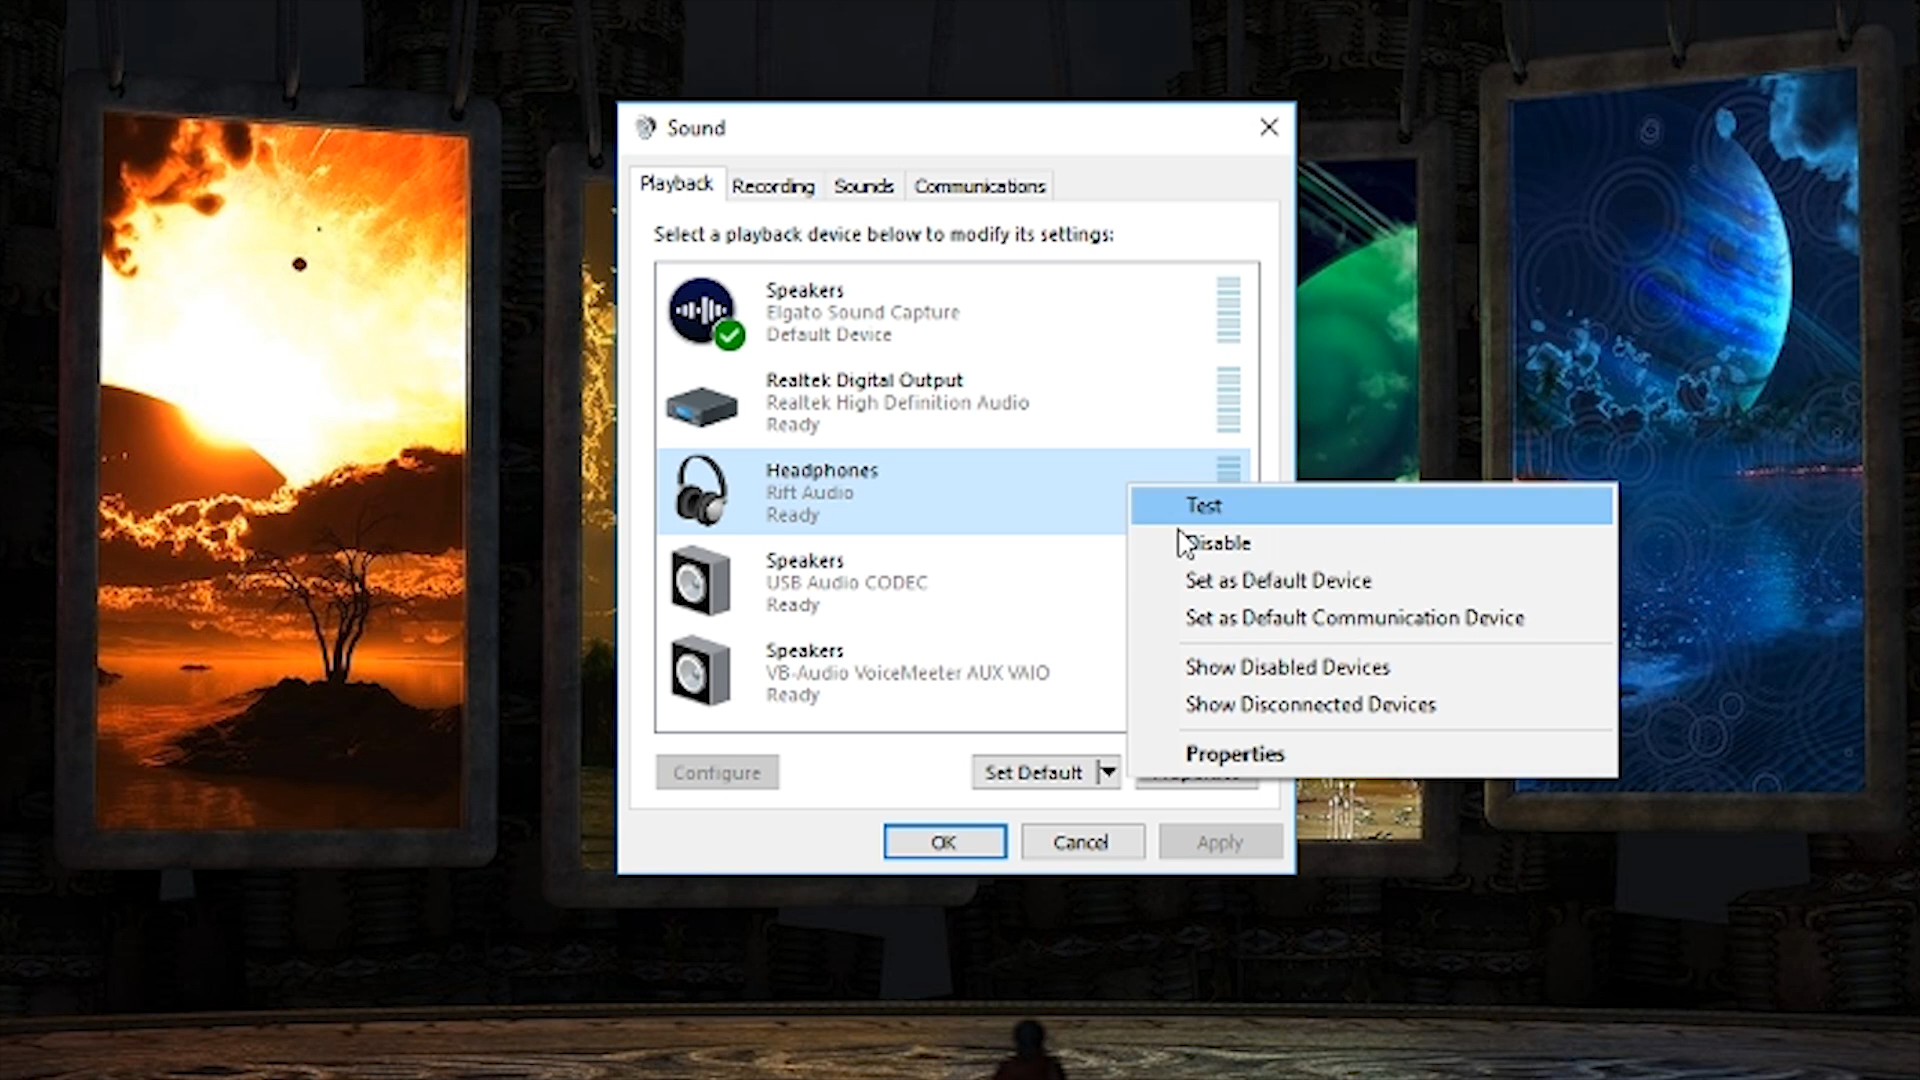 Sound
Playback
Recording
Sounds
Communications
Select a playback device below to modify its settings:
Speakers
Elgato Sound Capture
Default Device
Realtek Digital Output
Realtek High Definition Audio
Ready
Headphones
Rift Audio
Ready
Speakers
USB Audio CODEC
Ready
Speakers
VB-Audio VoiceMeeter AUX VAIO
Ready
Test
Disable
Set as Default Device
Set as Default Communication Device
Show Disabled Devices
Show Disconnected Devices
Properties
Configure
Set Default
OK
Cancel
Apply